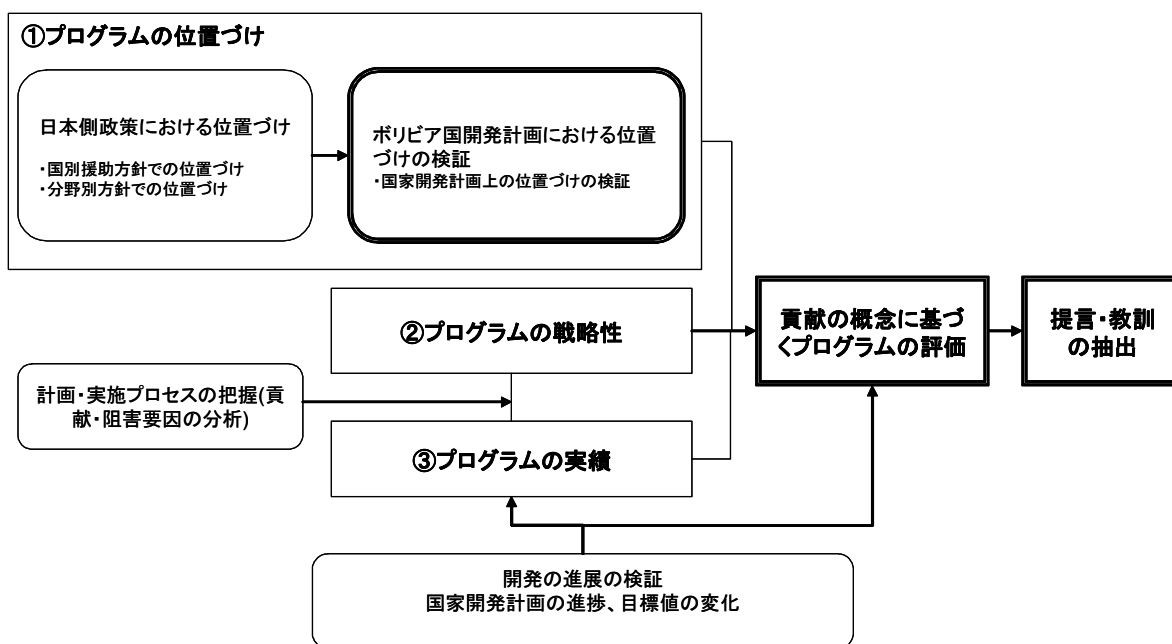 ①プログラムの位置づけ
日本側政策における位置づけ
・国別援助方針での位置づけ
・分野別方針での位置づけ
ボリビア国開発計画における位置
づけの検証
・国家開発計画上の位置づけの検証
②プログラムの戦略性
貢献の概念に基づ
くプログラムの評価
提言・教訓
の抽出
計画・実施プロセスの把握(貢
献・阻害要因の分析)
③プログラムの実績
開発の進展の検証
国家開発計画の進捗、目標値の変化